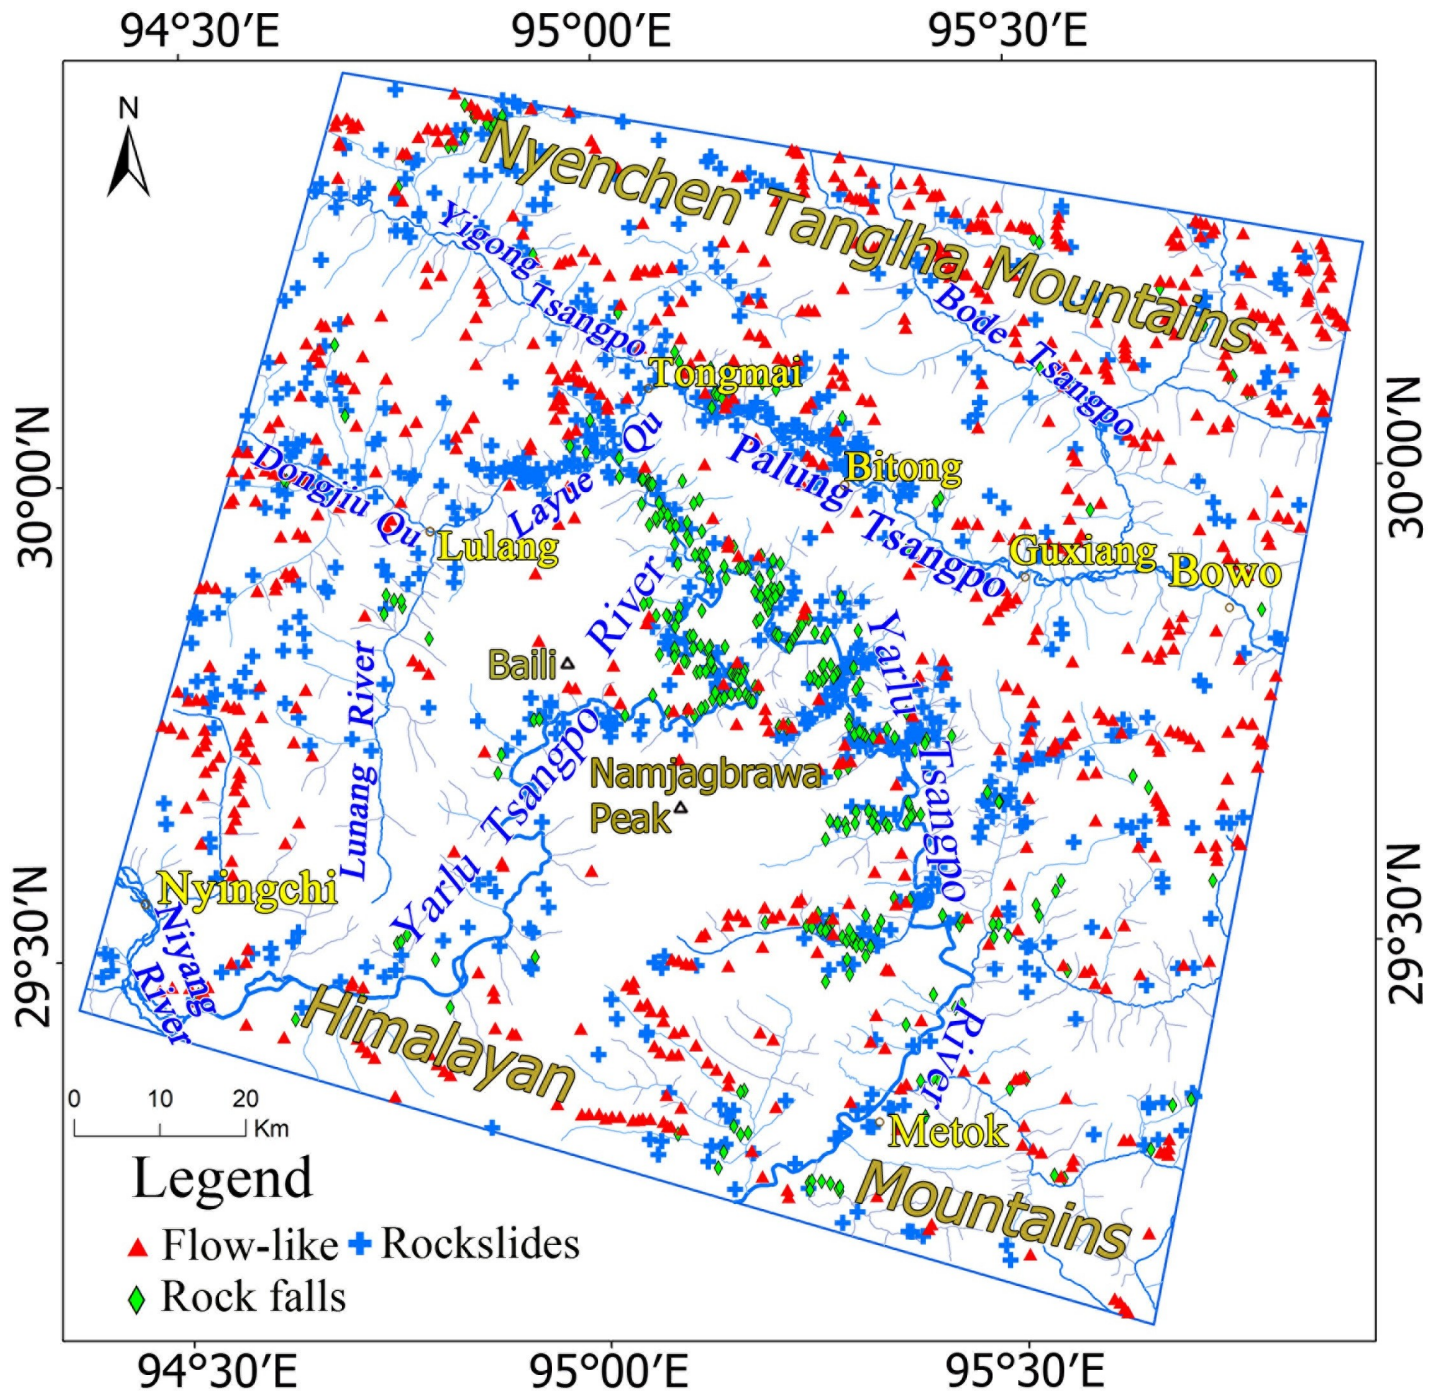 94°30′E 95°00′E 95°30′E
N
Nyenchen Tanglha Mountains
Yigong Tsangpo
Bode Tsangpo
Tongmai
Layue Qu
Palung Tsangpo
Bitong
30°00′N
30°00′N
Dongjiu Qu
Lulang
Guxiang
Bowo
Baili
Lunang River
Yarlu Tsangpo River
Yarlu Tsangpo River
Namjagbrawa
Peak
Nyingchi
Niyang
River
29°30′N
29°30′N
Himalayan Mountains
Metok
0 10 20
Km
Legend
Flow-like Rockslides
Rock falls
94°30′E 95°00′E 95°30′E